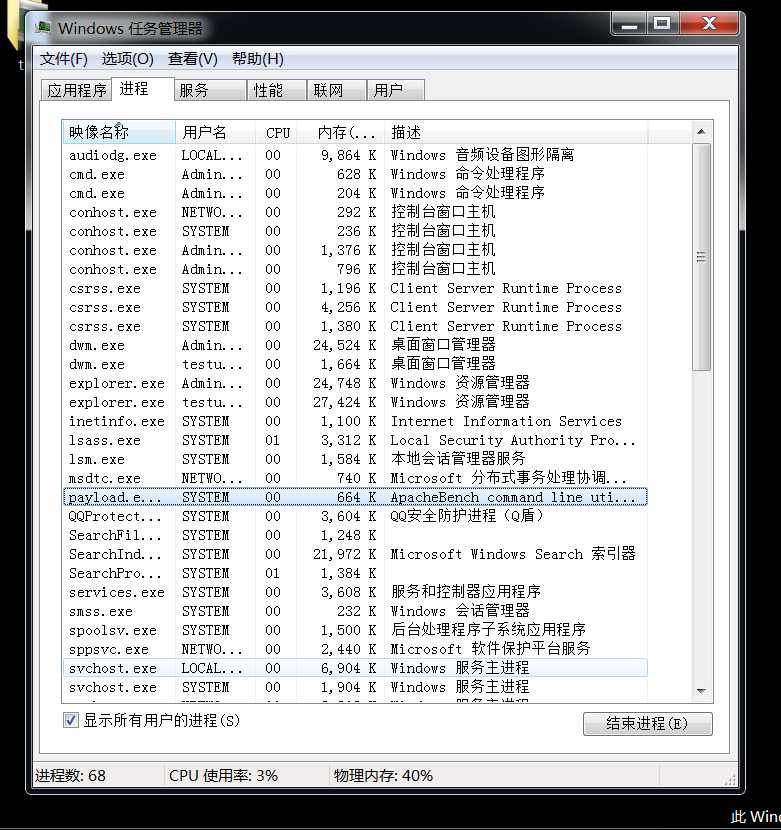 Windows 任务管理器
文件(F) 选项(O) 查看(V) 帮助(H)
应用程序 进程 服务 性能 联网 用户
映像名称 用户名 CPU 内存(... 描述
audiodg.exe LOCAL... 00 9,864 K Windows 音频设备图形隔离
cmd.exe Admin... 00 628 K Windows 命令处理程序
cmd.exe Admin... 00 204 K Windows 命令处理程序
conhost.exe NETWO... 00 292 K 控制台窗口主机
conhost.exe SYSTEM 00 236 K 控制台窗口主机
conhost.exe Admin... 00 1,376 K 控制台窗口主机
conhost.exe Admin... 00 796 K 控制台窗口主机
csrss.exe SYSTEM 00 1,196 K Client Server Runtime Process
csrss.exe SYSTEM 00 4,256 K Client Server Runtime Process
csrss.exe SYSTEM 00 1,380 K Client Server Runtime Process
dwm.exe Admin... 00 24,524 K 桌面窗口管理器
dwm.exe testu... 00 1,664 K 桌面窗口管理器
explorer.exe Admin... 00 24,748 K Windows 资源管理器
explorer.exe testu... 00 27,424 K Windows 资源管理器
inetinfo.exe SYSTEM 00 1,100 K Internet Information Services
lsass.exe SYSTEM 01 3,312 K Local Security Authority Pro...
lsm.exe SYSTEM 00 1,584 K 本地会话管理器服务
msdtc.exe NETWO... 00 740 K Microsoft 分布式事务处理协调...
payload.e... SYSTEM 00 664 K ApacheBench command line uti...
QQProtect... SYSTEM 00 3,604 K QQ安全防护进程（Q盾）
SearchFil... SYSTEM 00 1,248 K
SearchInd... SYSTEM 00 21,972 K Microsoft Windows Search 索引器
SearchPro... SYSTEM 01 1,384 K
services.exe SYSTEM 00 3,608 K 服务和控制器应用程序
smss.exe SYSTEM 00 232 K Windows 会话管理器
spoolsv.exe SYSTEM 00 1,500 K 后台处理程序子系统应用程序
sppsvc.exe NETWO... 00 2,440 K Microsoft 软件保护平台服务
svchost.exe LOCAL... 00 6,904 K Windows 服务主进程
svchost.exe SYSTEM 00 1,904 K Windows 服务主进程
显示所有用户的进程(S) 结束进程(E)
进程数: 68 CPU 使用率: 3% 物理内存: 40%
此 Wind